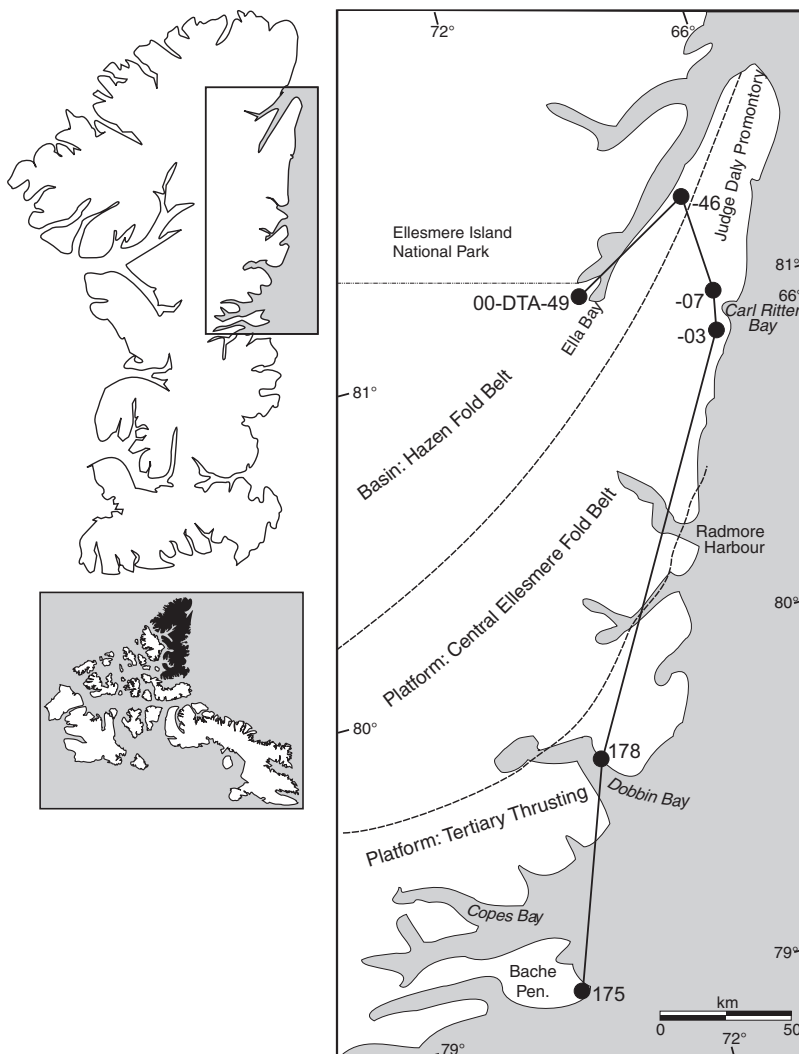 72°
66°
Judge Daly Promontory
-46
Ellesmere Island
National Park
81°
66°
00-DTA-49
-07
Carl Ritter
Bay
-03
Ella Bay
81°
Basin: Hazen Fold Belt
Radmore
Harbour
Platform: Central Ellesmere Fold Belt
80°
80°
178
Dobbin Bay
Platform: Tertiary Thrusting
Copes Bay
79°
Bache
Pen.
175
km
0
50
79°
72°